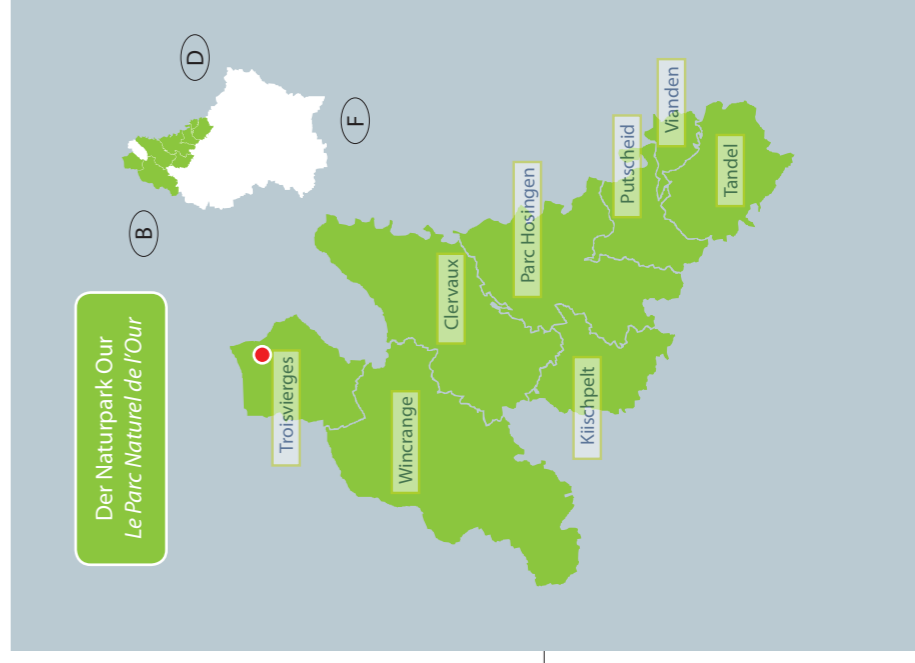 Der Naturpark Our
Le Parc Naturel de l'Our
B
D
F
Troisvierges
Wincrange
Clervaux
Parc Hosingen
Kiischpelt
Putscheid
Vianden
Tandel